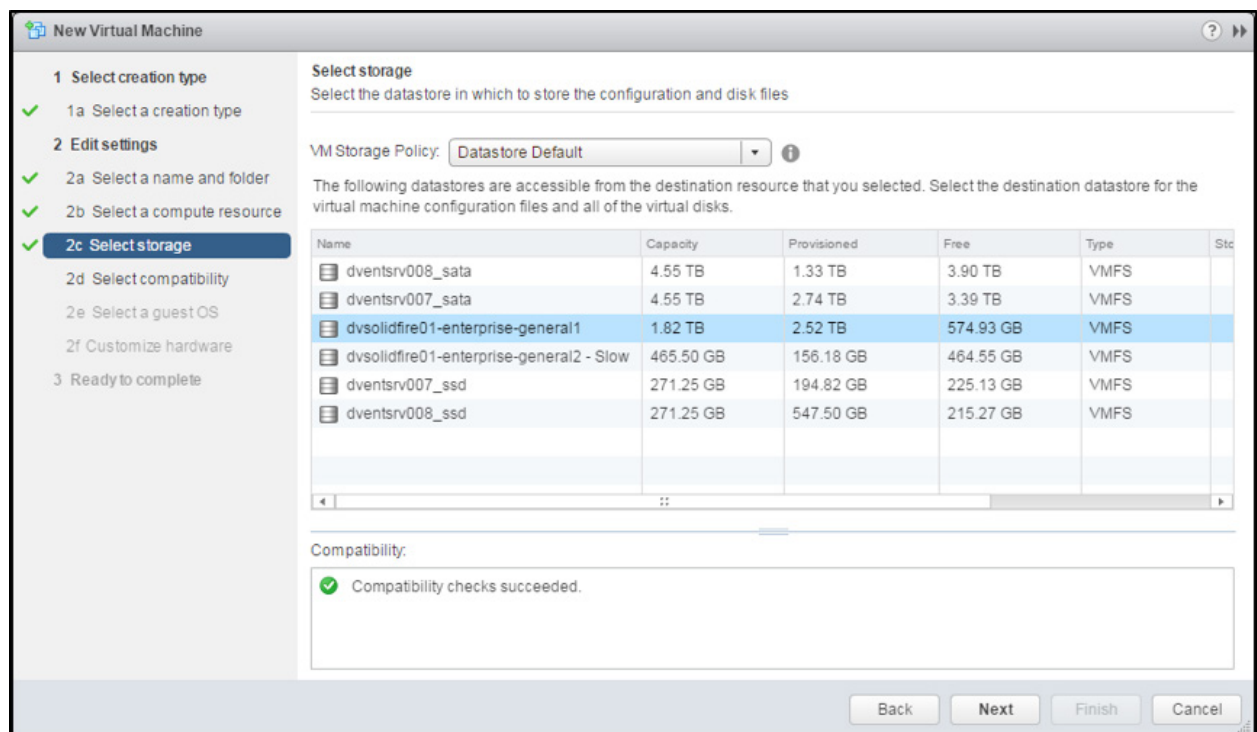 New Virtual Machine
?
1 Select creation type
1a Select a creation type
2 Edit settings
2a Select a name and folder
2b Select a compute resource
2c Select storage
2d Select compatibility
2e Select a guest OS
2f Customize hardware
3 Ready to complete
Select storage
Select the datastore in which to store the configuration and disk files
VM Storage Policy: Datastore Default
The following datastores are accessible from the destination resource that you selected. Select the destination datastore for the
virtual machine configuration files and all of the virtual disks.
Name Capacity Provisioned Free Type Sto
dventsrv008_sata 4.55 TB 1.33 TB 3.90 TB VMFS
dventsrv007_sata 4.55 TB 2.74 TB 3.39 TB VMFS
dvsolidfire01-enterprise-general1 1.82 TB 2.52 TB 574.93 GB VMFS
dvsolidfire01-enterprise-general2 - Slow 465.50 GB 156.18 GB 464.55 GB VMFS
dventsrv007_ssd 271.25 GB 194.82 GB 225.13 GB VMFS
dventsrv008_ssd 271.25 GB 547.50 GB 215.27 GB VMFS
Compatibility:
Compatibility checks succeeded.
Back Next Finish Cancel